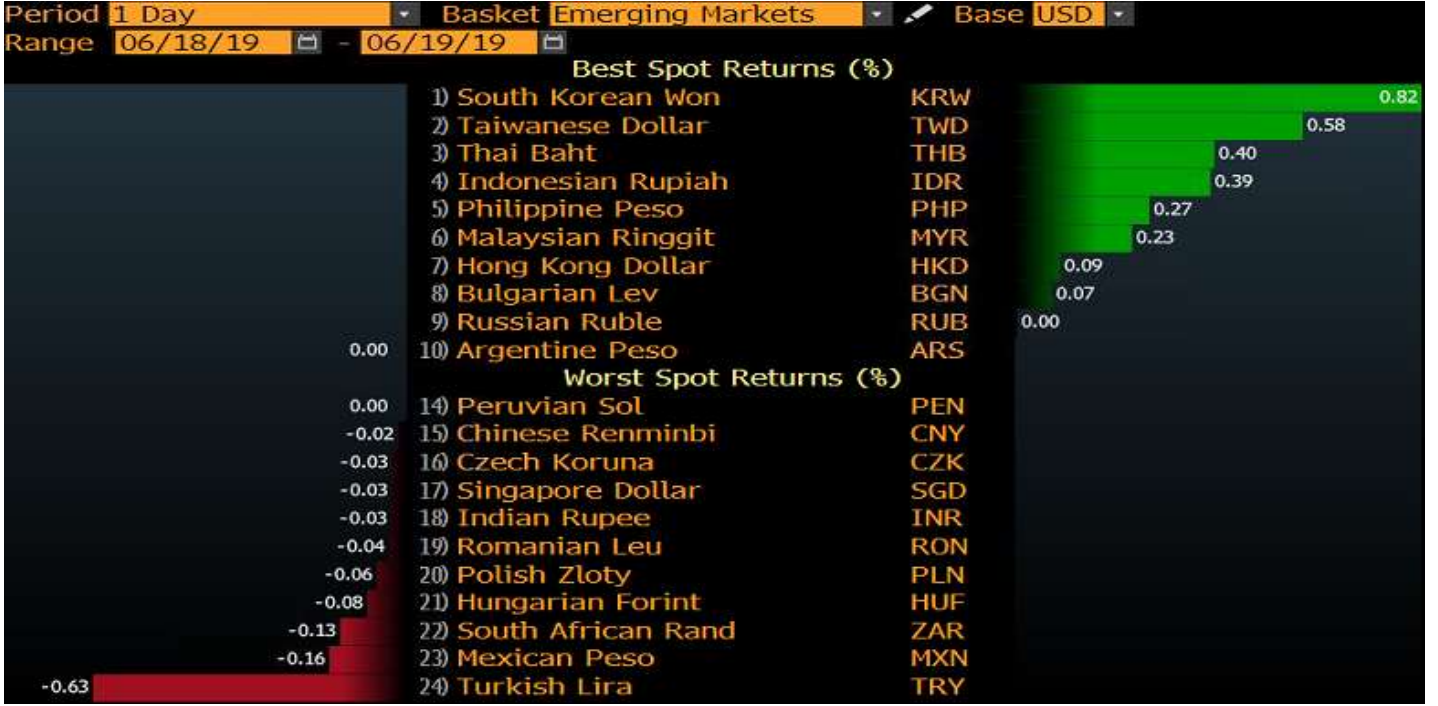 Period 1 Day Basket Emerging Markets Base USD
Range 06/18/19 - 06/19/19
Best Spot Returns (%)
1) South Korean Won KRW 0.82
2) Taiwanese Dollar TWD 0.58
3) Thai Baht THB 0.40
4) Indonesian Rupiah IDR 0.39
5) Philippine Peso PHP 0.27
6) Malaysian Ringgit MYR 0.23
7) Hong Kong Dollar HKD 0.09
8) Bulgarian Lev BGN 0.07
9) Russian Ruble RUB 0.00
0.00 10) Argentine Peso ARS
Worst Spot Returns (%)
0.00 14) Peruvian Sol PEN
-0.02 15) Chinese Renminbi CNY
-0.03 16) Czech Koruna CZK
-0.03 17) Singapore Dollar SGD
-0.03 18) Indian Rupee INR
-0.04 19) Romanian Leu RON
-0.06 20) Polish Zloty PLN
-0.08 21) Hungarian Forint HUF
-0.13 22) South African Rand ZAR
-0.16 23) Mexican Peso MXN
-0.63 24) Turkish Lira TRY